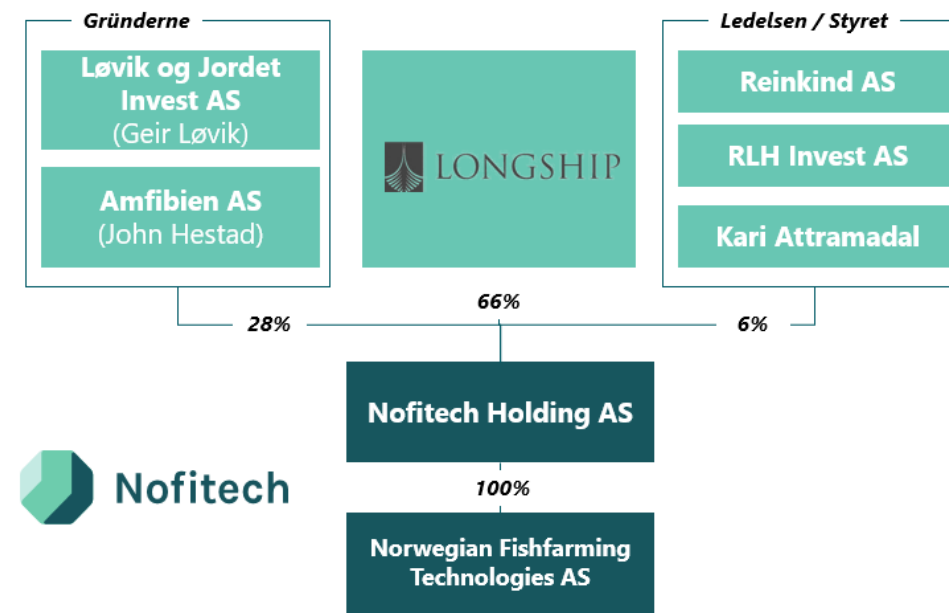 Gründerne
Løvik og Jordet
Invest AS
(Geir Løvik)
Amfibien AS
(John Hestad)
LONGSHIP
Ledelsen / Styret
Reinkind AS
RLH Invest AS
Kari Attramadal
28%
66%
6%
Nofitech Holding AS
100%
Norwegian Fishfarming
Technologies AS
Nofitech